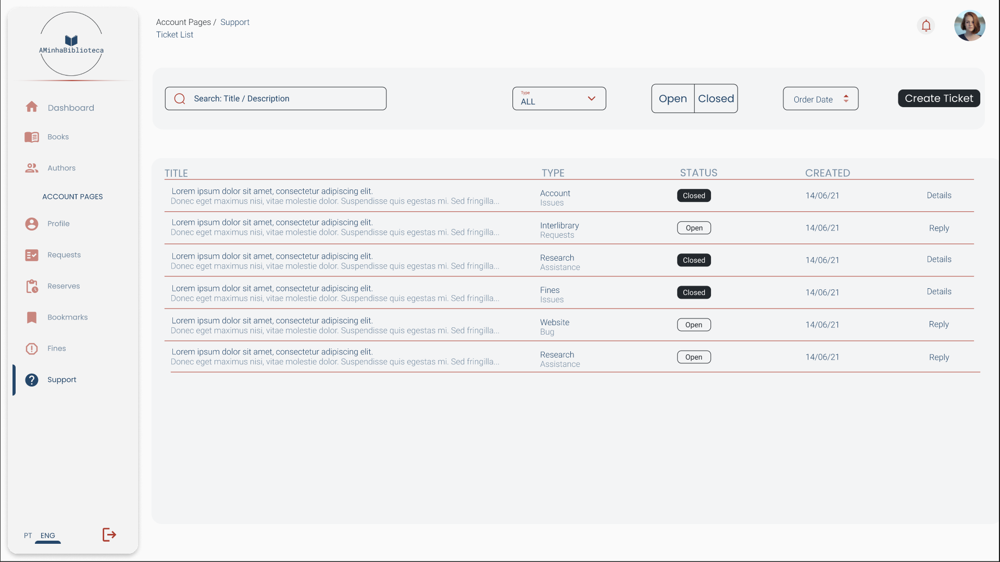 AMinhaBiblioteca
Dashboard
Books
Authors
ACCOUNT PAGES
Profile
Requests
Reserves
Bookmarks
Fines
Support
PT ENG
Account Pages / Support
Ticket List
Search: Title / Description
Type
ALL
Open Closed
Order Date
Create Ticket
TITLE TYPE STATUS CREATED
Lorem ipsum dolor sit amet, consectetur adipiscing elit.
Donec eget maximus nisi, vitae molestie dolor. Suspendisse quis egestas mi. Sed fringilla...
Account
Issues
Closed 14/06/21 Details
Lorem ipsum dolor sit amet, consectetur adipiscing elit.
Donec eget maximus nisi, vitae molestie dolor. Suspendisse quis egestas mi. Sed fringilla...
Interlibrary
Requests
Open 14/06/21 Reply
Lorem ipsum dolor sit amet, consectetur adipiscing elit.
Donec eget maximus nisi, vitae molestie dolor. Suspendisse quis egestas mi. Sed fringilla...
Research
Assistance
Closed 14/06/21 Details
Lorem ipsum dolor sit amet, consectetur adipiscing elit.
Donec eget maximus nisi, vitae molestie dolor. Suspendisse quis egestas mi. Sed fringilla...
Fines
Issues
Closed 14/06/21 Details
Lorem ipsum dolor sit amet, consectetur adipiscing elit.
Donec eget maximus nisi, vitae molestie dolor. Suspendisse quis egestas mi. Sed fringilla...
Website
Bug
Open 14/06/21 Reply
Lorem ipsum dolor sit amet, consectetur adipiscing elit.
Donec eget maximus nisi, vitae molestie dolor. Suspendisse quis egestas mi. Sed fringilla...
Research
Assistance
Open 14/06/21 Reply